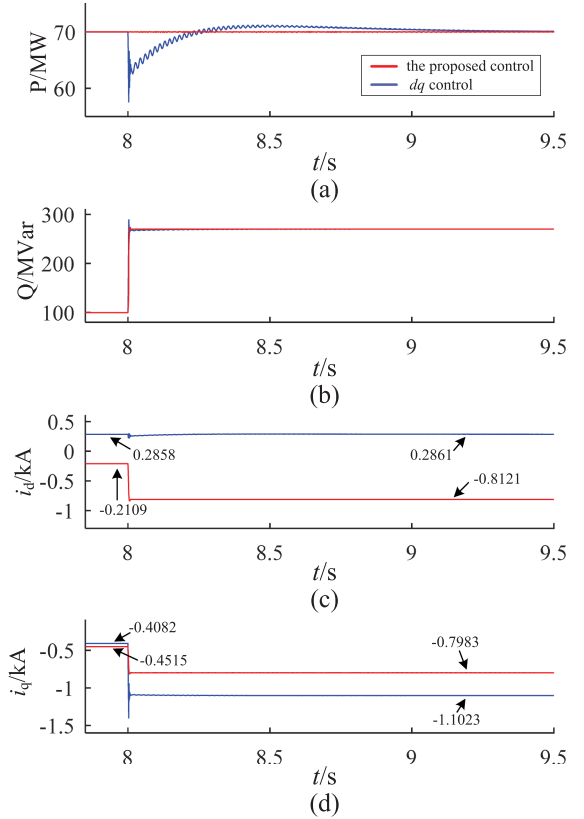 P/MW
70
60
the proposed control
dq control
8
8.5
9
9.5
t/s
(a)
Q/MVar
300
200
100
8
8.5
9
9.5
t/s
(b)
i_d/kA
0.5
0
-0.5
-1
0.2858
0.2861
-0.2109
-0.8121
8
8.5
9
9.5
t/s
(c)
i_q/kA
-0.5
-1
-1.5
-0.4082
-0.4515
-0.7983
-1.1023
8
8.5
9
9.5
t/s
(d)